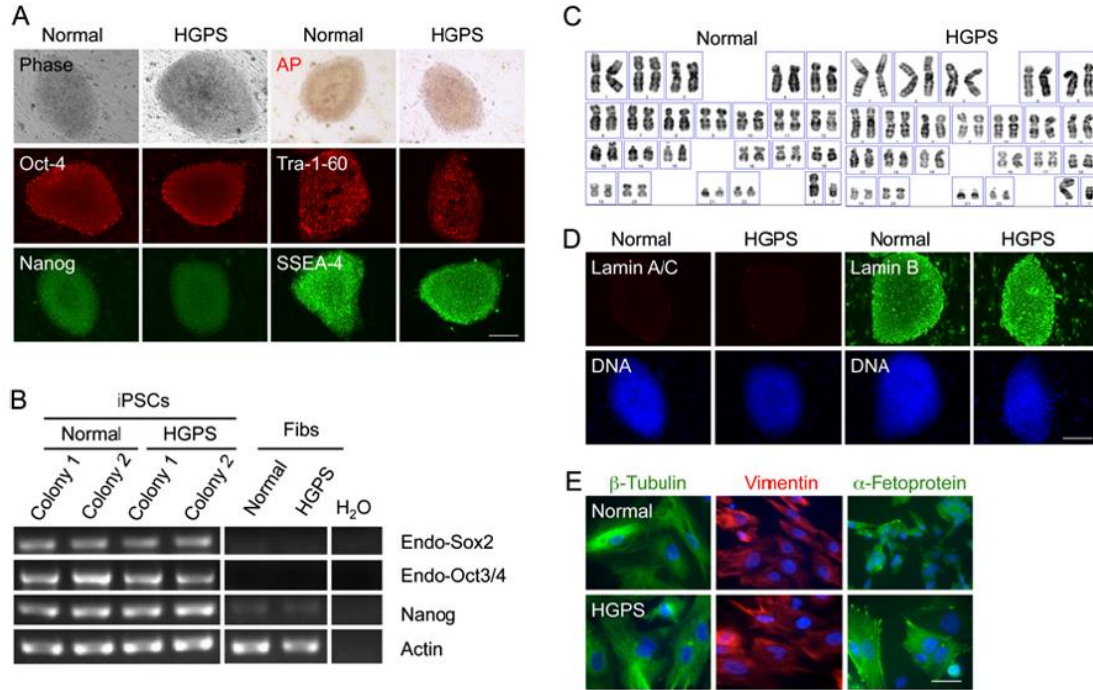 A
Normal HGPS Normal HGPS
Phase AP
Oct-4 Tra-1-60
Nanog SSEA-4
B
iPSCs
Normal HGPS Fibs
Colony 1 Colony 2 Colony 1 Colony 2 Normal HGPS H₂O
Endo-Sox2
Endo-Oct3/4
Nanog
Actin
C
Normal HGPS
D
Normal HGPS Normal HGPS
Lamin A/C Lamin B
DNA DNA
E
β-Tubulin Vimentin α-Fetoprotein
Normal
HGPS